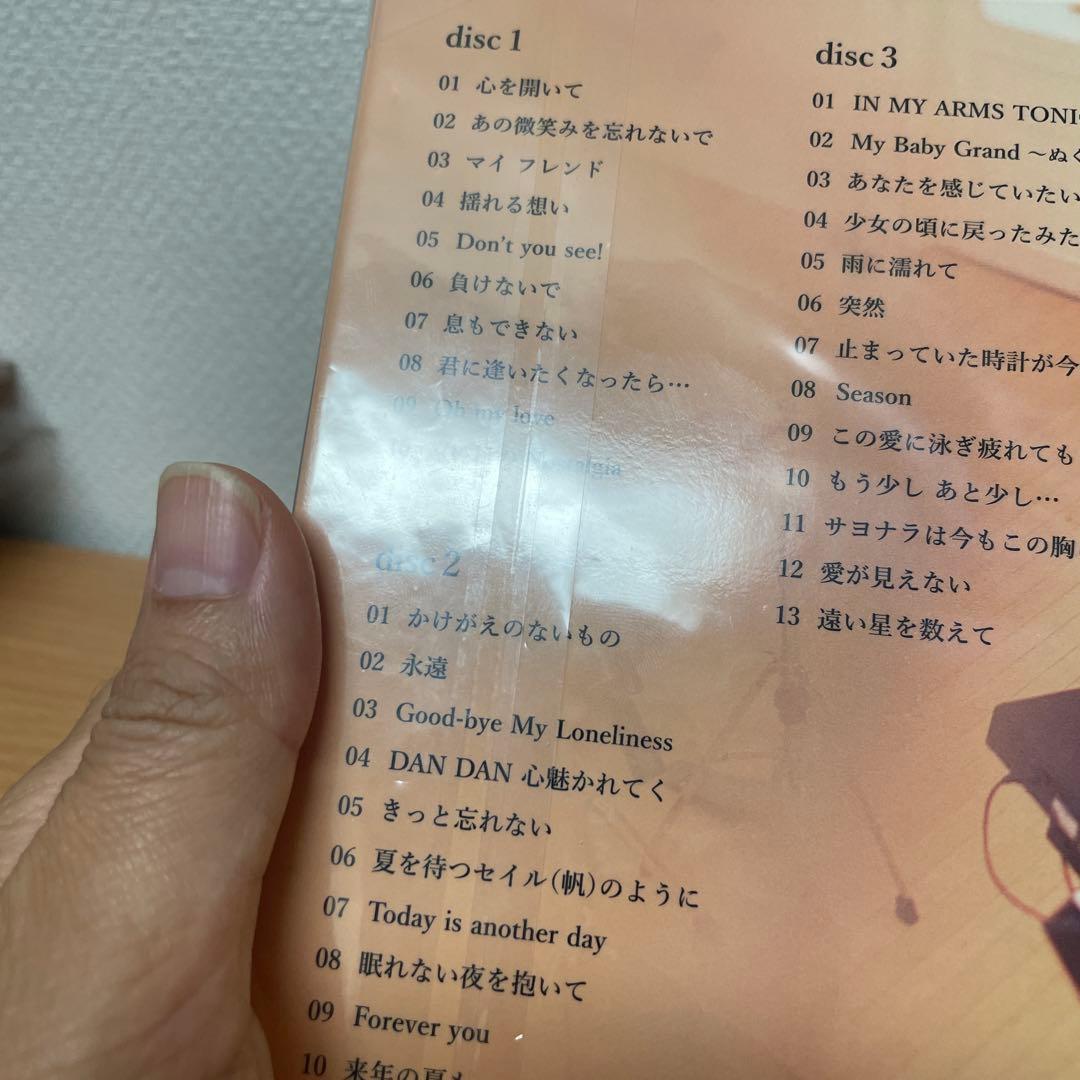 disc 1
01 心を開いて
02 あの微笑みを忘れないで
03 マイ フレンド
04 揺れる想い
05 Don't you see!
06 負けないで
07 息もできない
08 君に逢いたくなったら…
09 Oh my love
disc 2
01 かけがえのないもの
02 永遠
03 Good-bye My Loneliness
04 DAN DAN 心魅かれてく
05 きっと忘れない
06 夏を待つセイル(帆)のように
07 Today is another day
08 眠れない夜を抱いて
09 Forever you
10 来年の夏も
disc 3
01 IN MY ARMS
02 My Baby Grand 〜ぬく
03 あなたを感じていたい
04 少女の頃に戻ったみた
05 雨に濡れて
06 突然
07 止まっていた時計が今
08 Season
09 この愛に泳ぎ疲れても
10 もう少し あと少し…
11 サヨナラは今もこの胸
12 愛が見えない
13 遠い星を数えて